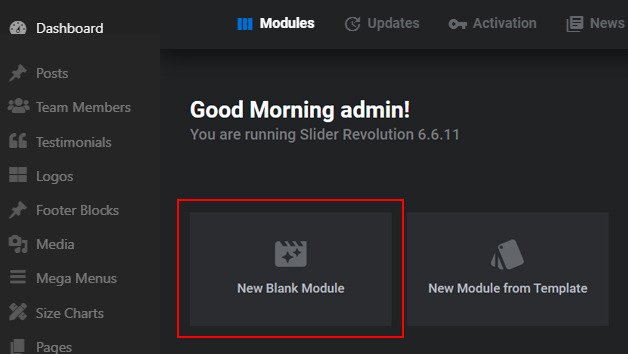 Dashboard
Modules
Updates
Activation
News
Posts
Team Members
Testimonials
Logos
Footer Blocks
Media
Mega Menus
Size Charts
Pages
Good Morning admin!
You are running Slider Revolution 6.6.11
New Blank Module
New Module from Template